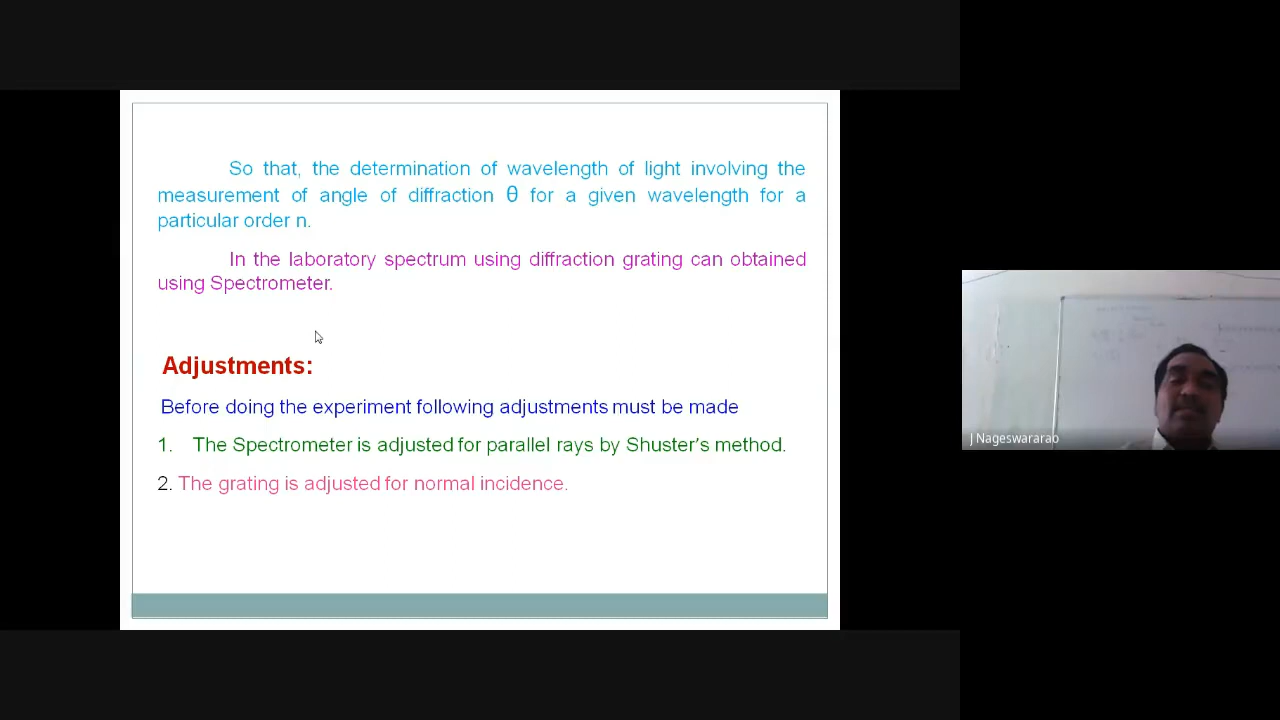 So that, the determination of wavelength of light involving the
measurement of angle of diffraction θ for a given wavelength for a
particular order n.
In the laboratory spectrum using diffraction grating can obtained
using Spectrometer.
Adjustments:
Before doing the experiment following adjustments must be made
1. The Spectrometer is adjusted for parallel rays by Shuster's method.
2. The grating is adjusted for normal incidence.
J Nageswararao